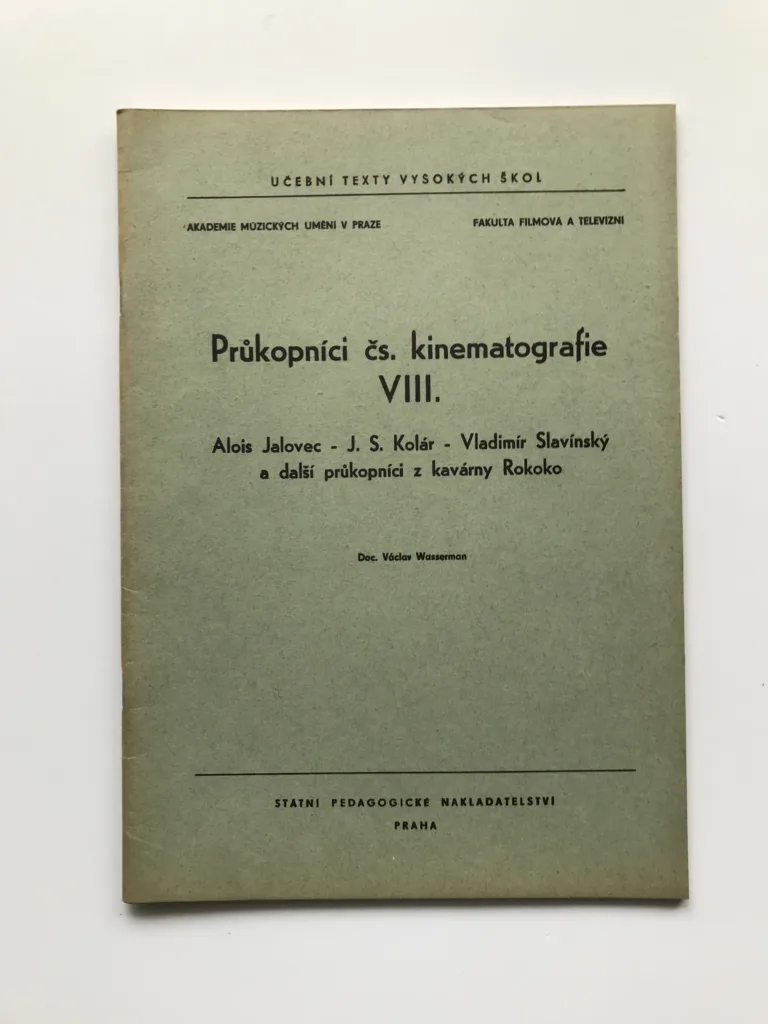 UČEBNÍ TEXTY VYSOKÝCH ŠKOL
AKADEMIE MÚZICKÝCH UMĚNÍ V PRAZE
FAKULTA FILMOVÁ A TELEVIZNÍ
Průkopníci čs. kinematografie
VIII.
Alois Jalovec - J. S. Kolár - Vladimír Slavínský
a další průkopníci z kavárny Rokoko
Doc. Václav Wasserman
STÁTNÍ PEDAGOGICKÉ NAKLADATELSTVÍ
PRAHA